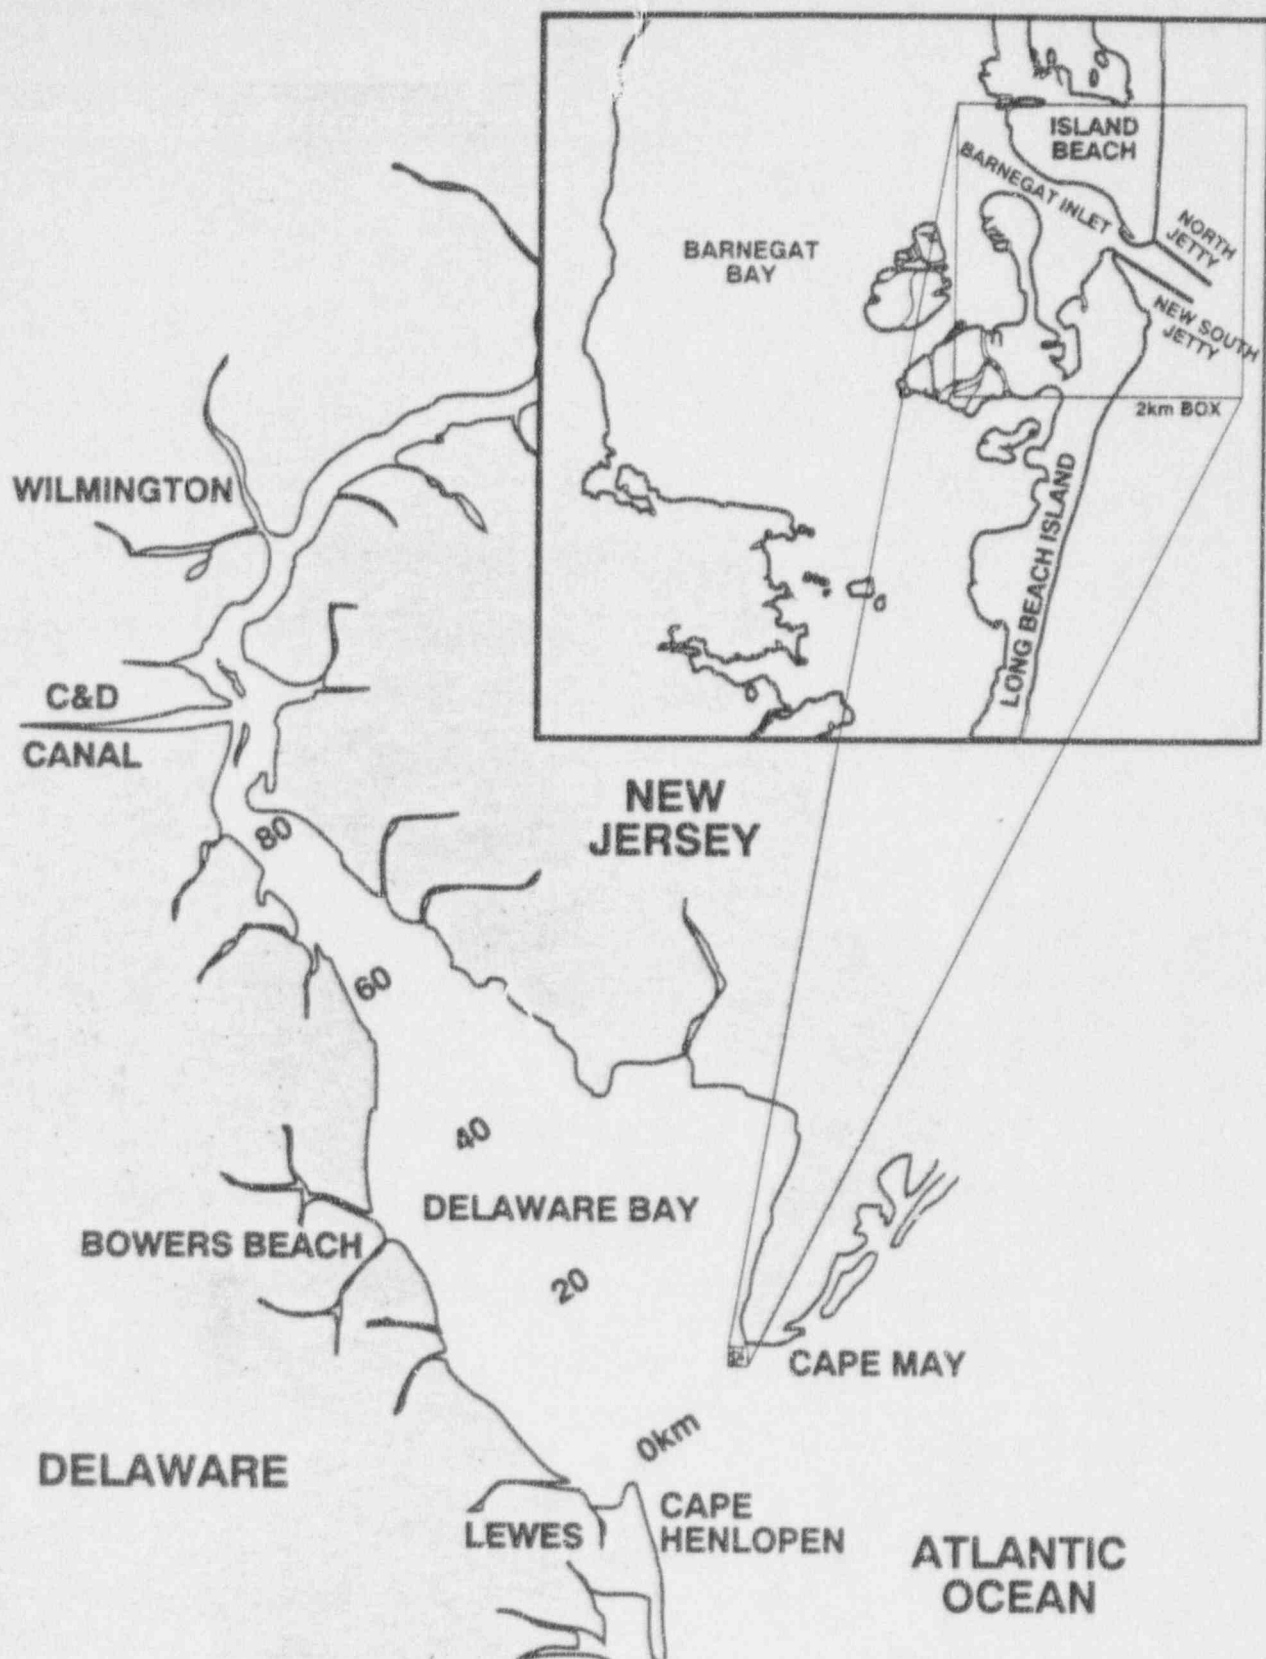 ISLAND
BEACH
BARNEGAT INLET
NORTH
JETTY
BARNEGAT
BAY
NEW SOUTH
JETTY
2km BOX
LONG BEACH ISLAND
WILMINGTON
C&D
CANAL
NEW
JERSEY
80
60
40
DELAWARE BAY
BOWERS BEACH
20
CAPE MAY
0km
DELAWARE
CAPE
HENLOPEN
LEWES
ATLANTIC
OCEAN